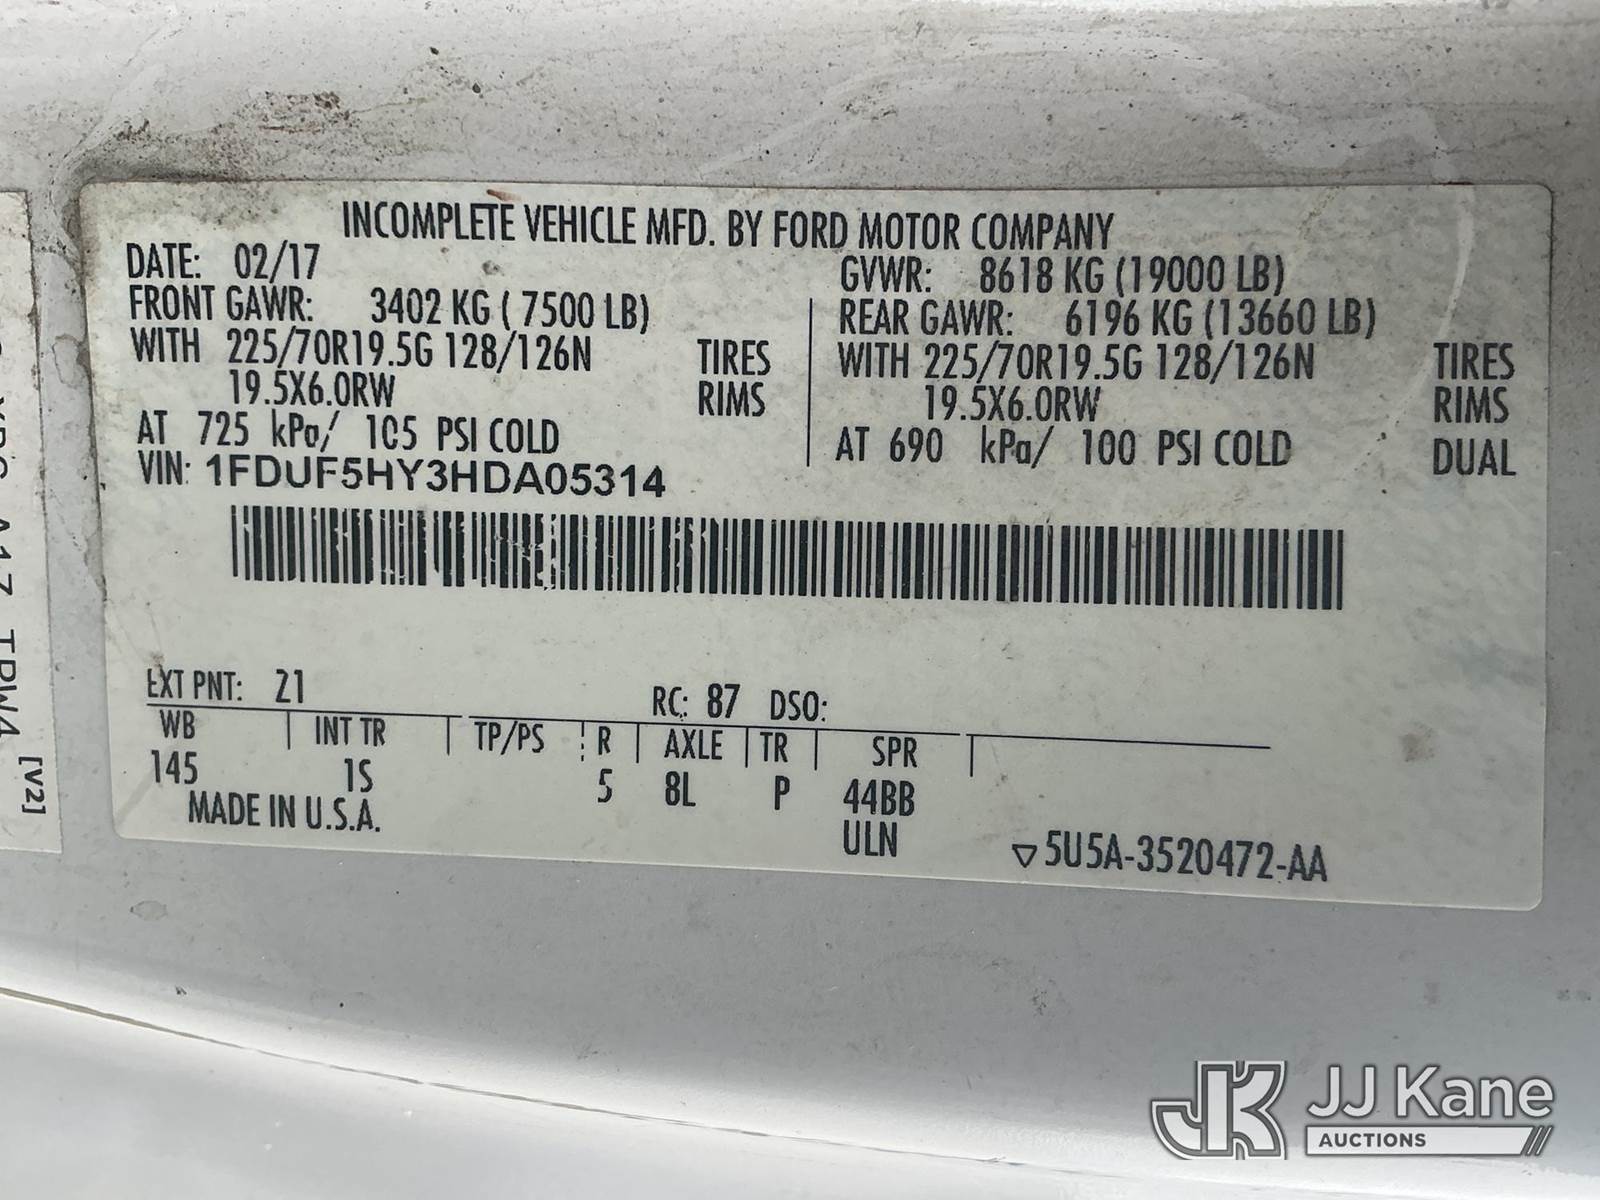 INCOMPLETE VEHICLE MFD. BY FORD MOTOR COMPANY
DATE: 02/17 GVWR: 8618 KG (19000 LB)
FRONT GAWR: 3402 KG ( 7500 LB) REAR GAWR: 6196 KG (13660 LB)
WITH 225/70R19.5G 128/126N TIRES WITH 225/70R19.5G 128/126N TIRES
19.5X6.0RW RIMS 19.5X6.0RW RIMS
AT 725 kPa/ 105 PSI COLD AT 690 kPa/ 100 PSI COLD DUAL
VIN: 1FDUF5HY3HDA05314
EXT PNT: 21 RC: 87 DSO:
WB INT TR TP/PS R AXLE TR SPR
145 1S 5 8L P 44BB
MADE IN U.S.A. ULN ▽5U5A-3520472-AA
[V2]
JJ Kane
AUCTIONS